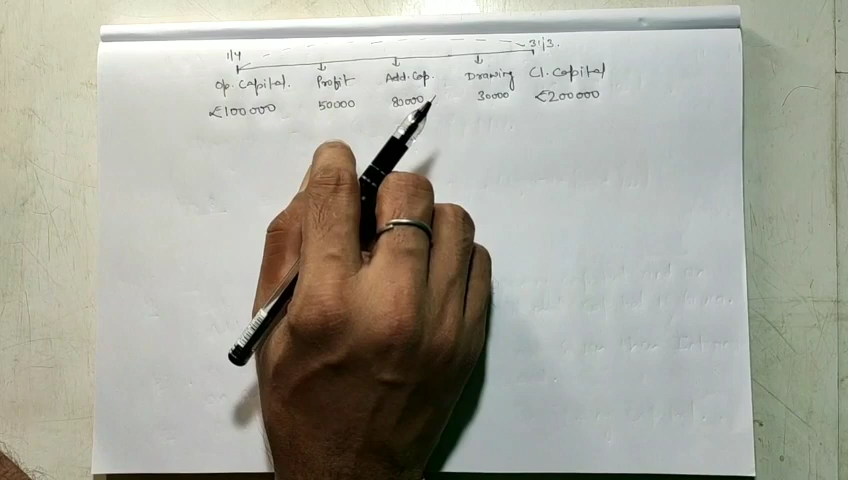 1/4 31/3.
Op. Capital. Profit Add. Cap. Drawing Cl. Capital
₹100000 50000 80000 30000 ₹200000